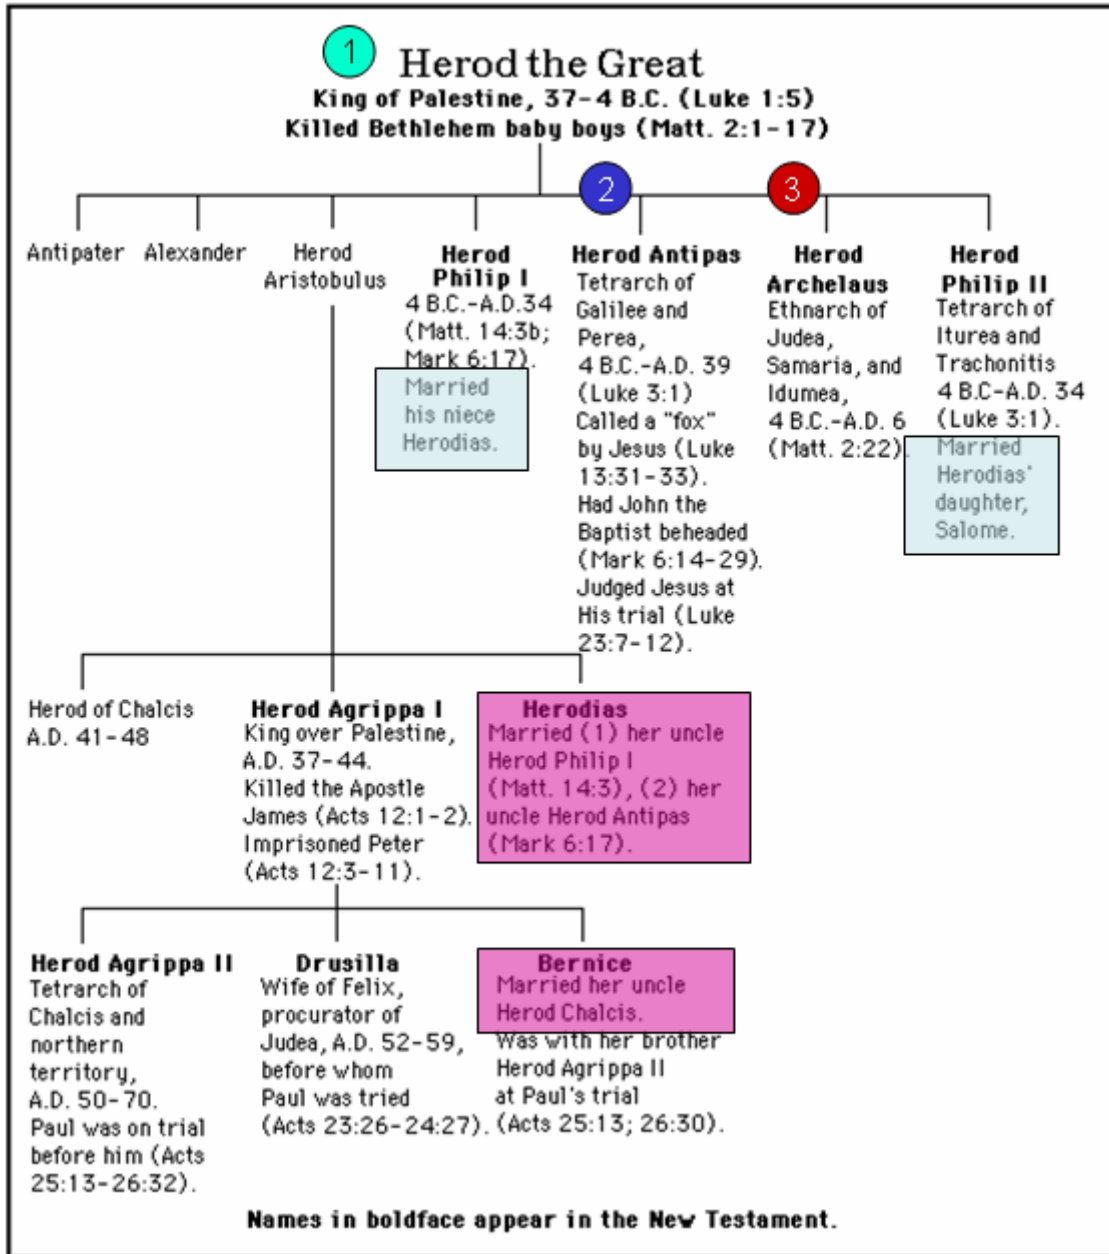 1
Herod the Great
King of Palestine, 37-4 B.C. (Luke 1:5)
Killed Bethlehem baby boys (Matt. 2:1-17)
2
3
Antipater
Alexander
Herod
Aristobulus
Herod
Philip I
4 B.C.-A.D.34
(Matt. 14:3b;
Mark 6:17).
Married
his niece
Herodias.
Herod Antipas
Tetrarch of
Galilee and
Perea,
4 B.C.-A.D. 39
(Luke 3:1)
Called a "fox"
by Jesus (Luke
13:31-33).
Had John the
Baptist beheaded
(Mark 6:14-29).
Judged Jesus at
His trial (Luke
23:7-12).
Herod
Archelaus
Ethnarch of
Judea,
Samaria, and
Idumea,
4 B.C.-A.D. 6
(Matt. 2:22).
Herod
Philip II
Tetrarch of
Iturea and
Trachonitis
4 B.C-A.D. 34
(Luke 3:1).
Married
Herodias'
daughter,
Salome.
Herod of Chalcis
A.D. 41-48
Herod Agrippa I
King over Palestine,
A.D. 37-44.
Killed the Apostle
James (Acts 12:1-2).
Imprisoned Peter
(Acts 12:3-11).
Herodias
Married (1) her uncle
Herod Philip I
(Matt. 14:3), (2) her
uncle Herod Antipas
(Mark 6:17).
Herod Agrippa II
Tetrarch of
Chalcis and
northern
territory,
A.D. 50-70.
Paul was on trial
before him (Acts
25:13-26:32).
Drusilla
Wife of Felix,
procurator of
Judea, A.D. 52-59,
before whom
Paul was tried
(Acts 23:26-24:27).
Bernice
Married her uncle
Herod Chalcis.
Was with her brother
Herod Agrippa II
at Paul's trial
(Acts 25:13; 26:30).
Names in boldface appear in the New Testament.